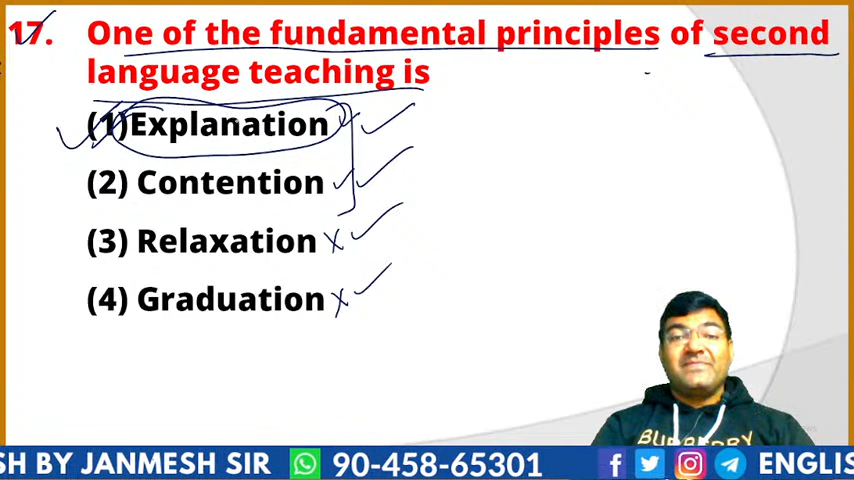 17. One of the fundamental principles of second
language teaching is
(1)Explanation
(2) Contention
(3) Relaxation
(4) Graduation
BURBERRY
SH BY JANMESH SIR 90-458-65301 ENGLIS